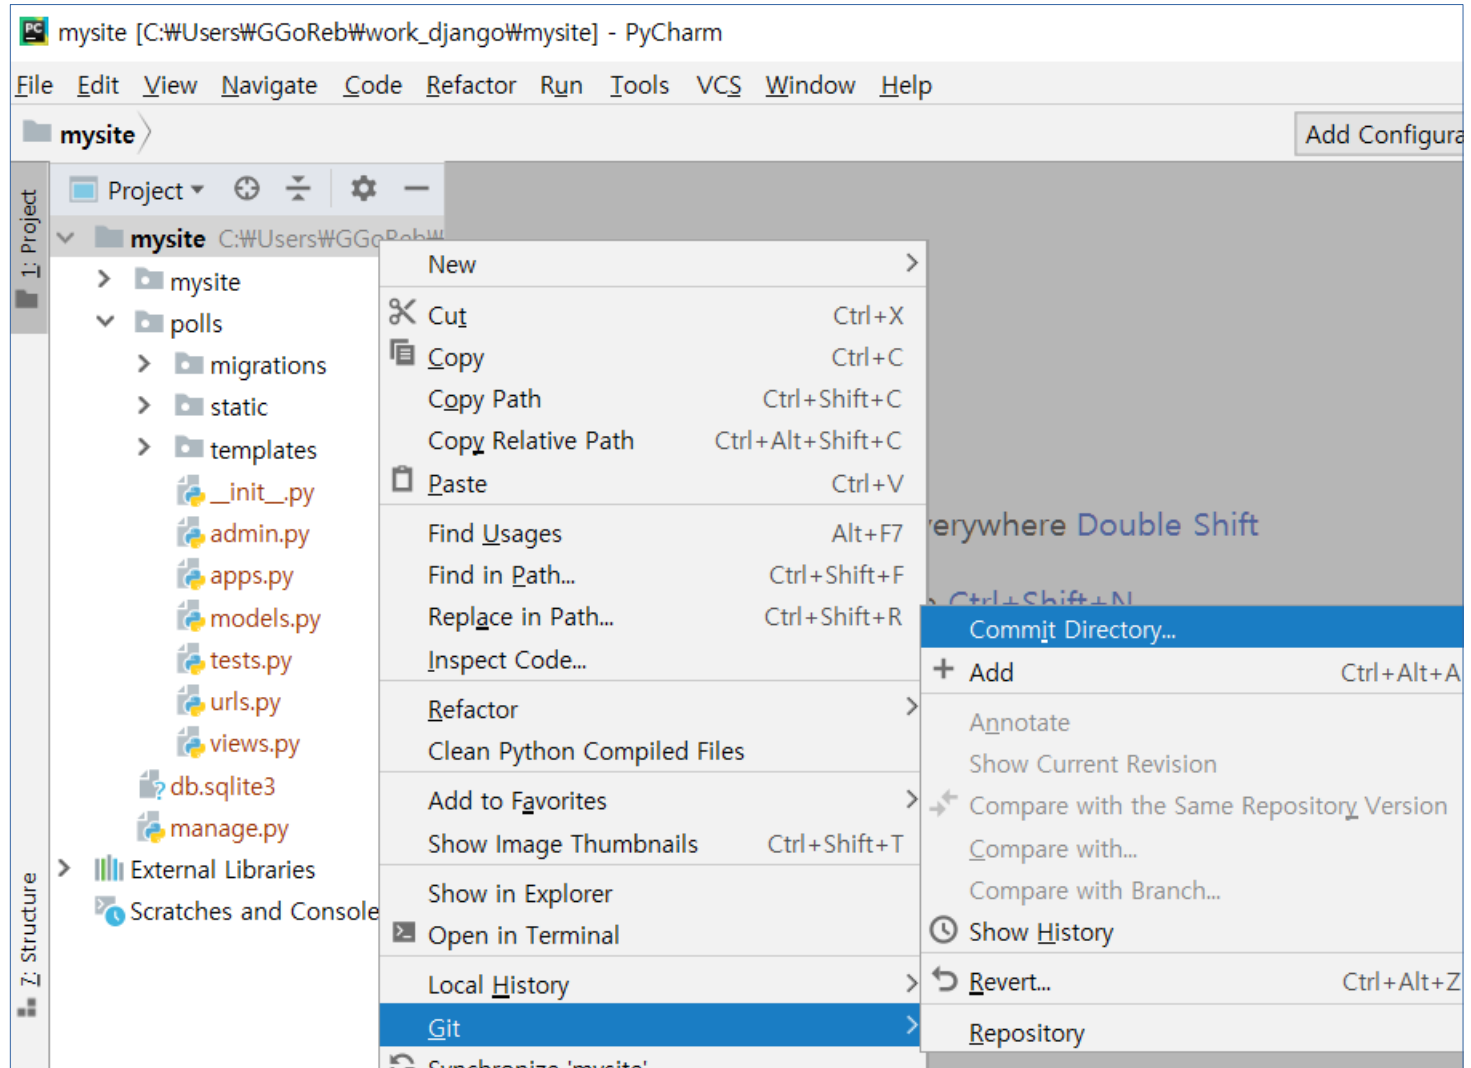 PC mysite [C:₩Users₩GGoReb₩work_django₩mysite] - PyCharm
File Edit View Navigate Code Refactor Run Tools VCS Window Help
mysite Add Configura
1: Project
Project
mysite C:₩Users₩GGoReb₩
mysite
polls
migrations
static
templates
__init__.py
admin.py
apps.py
models.py
tests.py
urls.py
views.py
db.sqlite3
manage.py
External Libraries
Scratches and Console
Z: Structure
New
Cut Ctrl+X
Copy Ctrl+C
Copy Path Ctrl+Shift+C
Copy Relative Path Ctrl+Alt+Shift+C
Paste Ctrl+V
Find Usages Alt+F7
Find in Path... Ctrl+Shift+F
Replace in Path... Ctrl+Shift+R
Inspect Code...
Refactor
Clean Python Compiled Files
Add to Favorites
Show Image Thumbnails Ctrl+Shift+T
Show in Explorer
Open in Terminal
Local History
Git
Synchronize 'mysite'
erywhere Double Shift
Ctrl+Shift+N
Commit Directory...
Add Ctrl+Alt+A
Annotate
Show Current Revision
Compare with the Same Repository Version
Compare with...
Compare with Branch...
Show History
Revert... Ctrl+Alt+Z
Repository